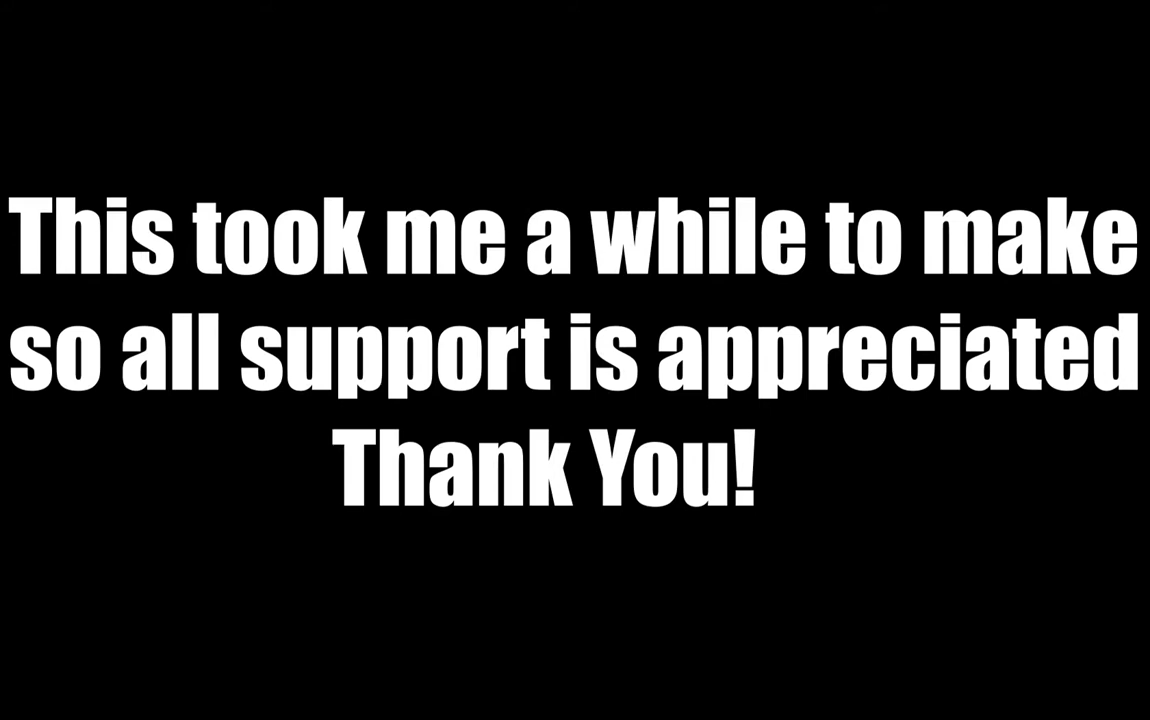 This took me a while to make
so all support is appreciated
Thank You!